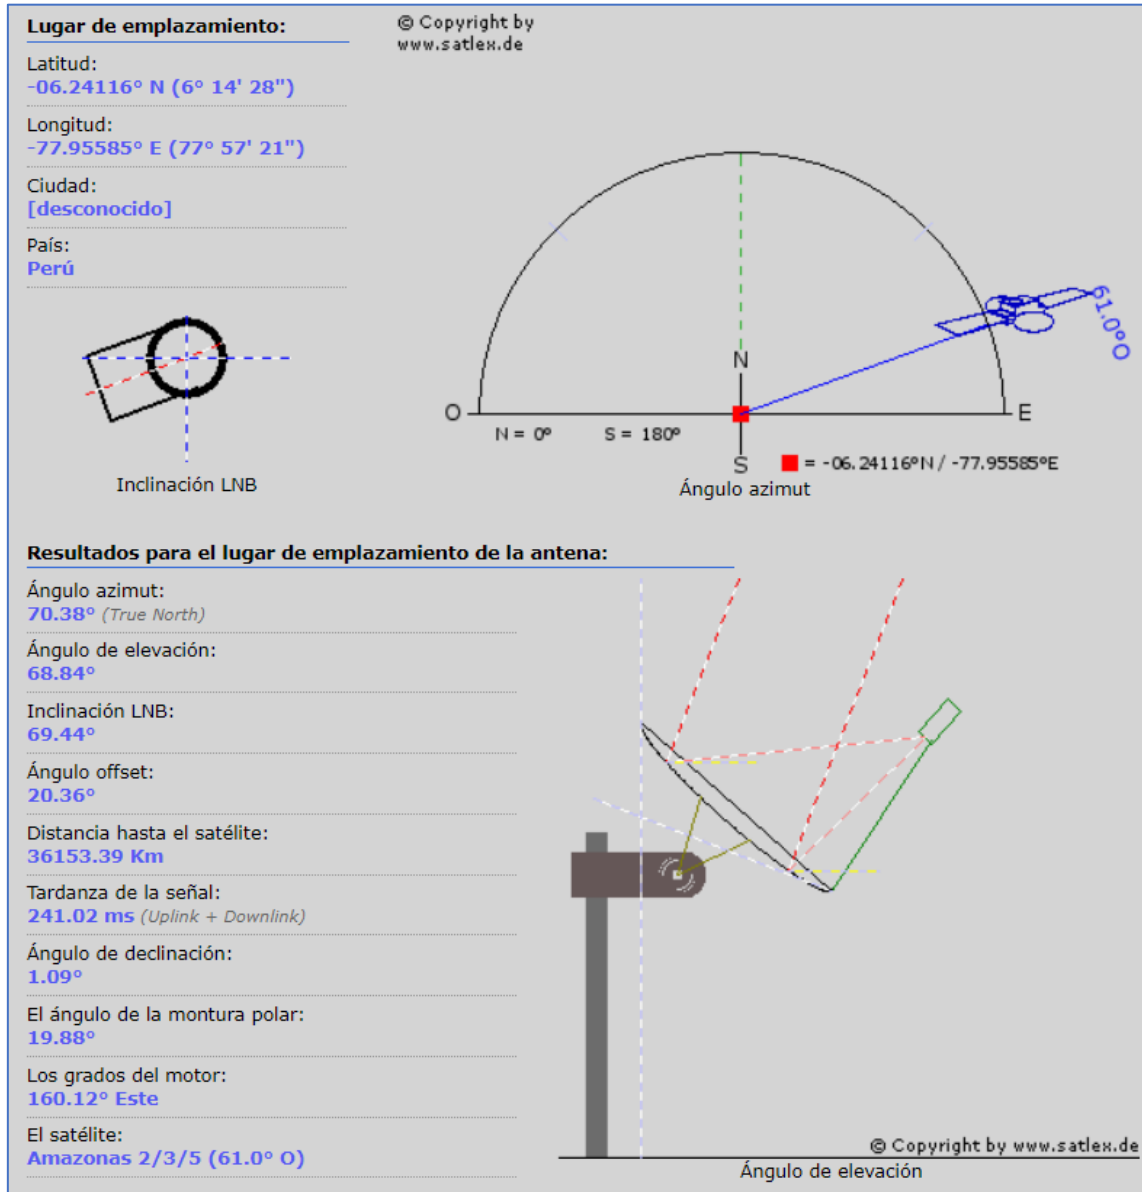 Lugar de emplazamiento:
© Copyright by
www.satlex.de
Latitud:
-06.24116° N (6° 14' 28")
Longitud:
-77.95585° E (77° 57' 21")
Ciudad:
[desconocido]
País:
Perú
Inclinación LNB
61.0°O
N
O
E
N = 0°
S = 180°
S
= -06.24116°N / -77.95585°E
Ángulo azimut
Resultados para el lugar de emplazamiento de la antena:
Ángulo azimut:
70.38° (True North)
Ángulo de elevación:
68.84°
Inclinación LNB:
69.44°
Ángulo offset:
20.36°
Distancia hasta el satélite:
36153.39 Km
Tardanza de la señal:
241.02 ms (Uplink + Downlink)
Ángulo de declinación:
1.09°
El ángulo de la montura polar:
19.88°
Los grados del motor:
160.12° Este
El satélite:
Amazonas 2/3/5 (61.0° O)
© Copyright by www.satlex.de
Ángulo de elevación